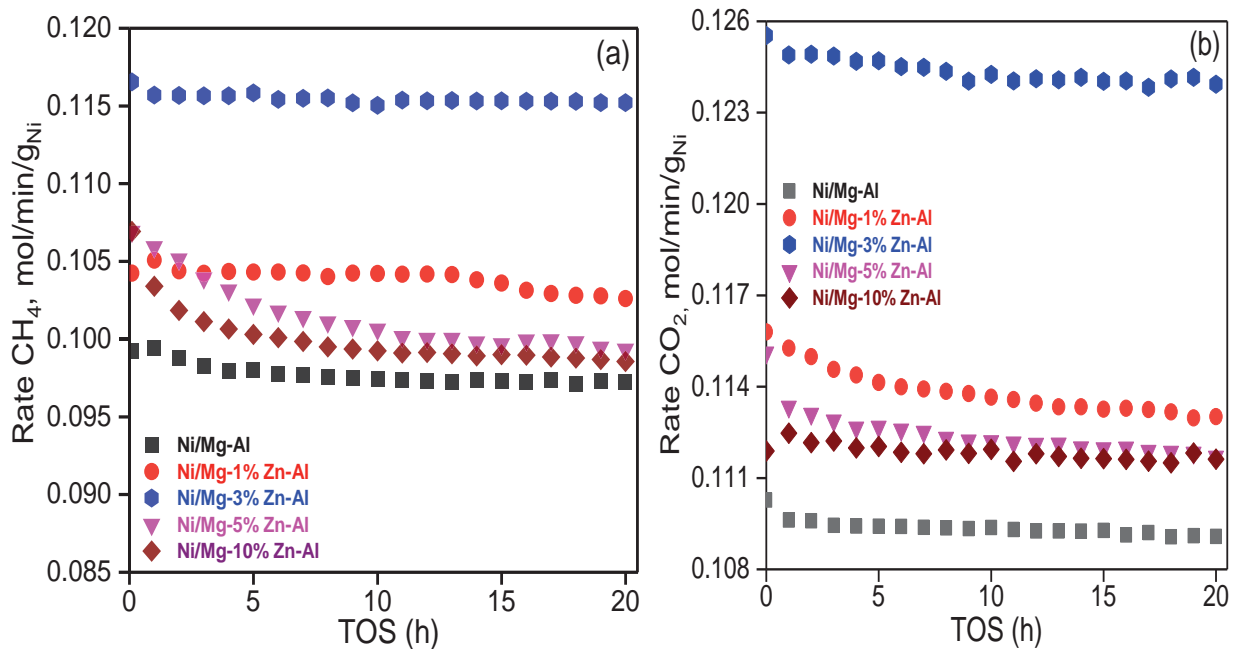 (a)
Rate CH4, mol/min/gNi
0.120
0.115
0.110
0.105
0.100
0.095
0.090
0.085
Ni/Mg-Al
Ni/Mg-1% Zn-Al
Ni/Mg-3% Zn-Al
Ni/Mg-5% Zn-Al
Ni/Mg-10% Zn-Al
0 5 10 15 20
TOS (h)
(b)
Rate CO2, mol/min/gNi
0.126
0.123
0.120
0.117
0.114
0.111
0.108
Ni/Mg-Al
Ni/Mg-1% Zn-Al
Ni/Mg-3% Zn-Al
Ni/Mg-5% Zn-Al
Ni/Mg-10% Zn-Al
0 5 10 15 20
TOS (h)